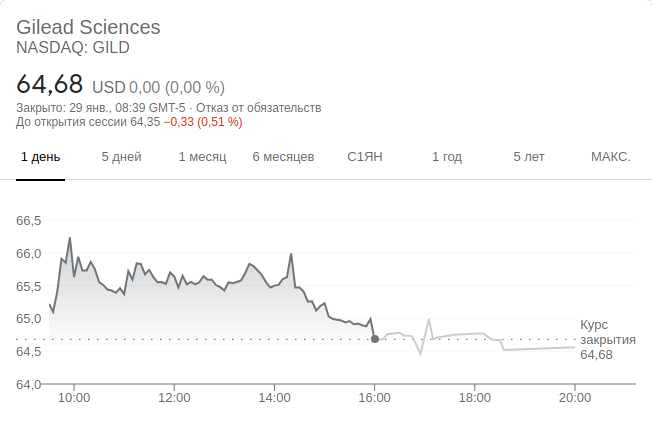 Gilead Sciences
NASDAQ: GILD
64,68 USD 0,00 (0,00 %)
Закрыто: 29 янв., 08:39 GMT-5 · Отказ от обязательств
До открытия сессии 64,35 −0,33 (0,51 %)
1 день 5 дней 1 месяц 6 месяцев С1ЯН 1 год 5 лет МАКС.
66,5
66,0
65,5
65,0
Курс
закрытия
64,68
64,5
64,0
10:00 12:00 14:00 16:00 18:00 20:00